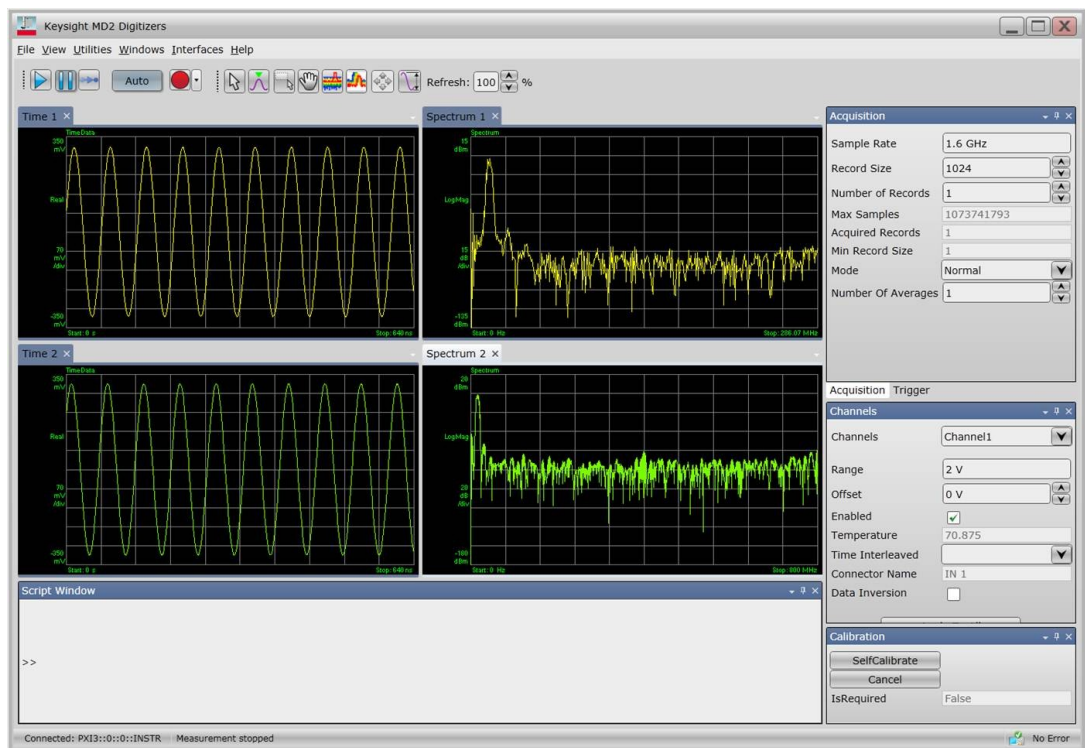 Keysight MD2 Digitizers
File View Utilities Windows Interfaces Help
Auto
Refresh: 100 %
Time 1 ×
TimeData
350
mV
Real
70
mV
/div
-350
mV
Start: 0 s
Stop: 640 ns
Spectrum 1 ×
Spectrum
15
dBm
LogMag
15
dB
/div
-135
dBm
Start: 0 Hz
Stop: 286.07 MHz
Time 2 ×
TimeData
350
mV
Real
70
mV
/div
-350
mV
Start: 0 s
Stop: 640 ns
Spectrum 2 ×
Spectrum
20
dBm
LogMag
20
dB
/div
-180
dBm
Start: 0 Hz
Stop: 800 MHz
Script Window
>>
Acquisition
Sample Rate 1.6 GHz
Record Size 1024
Number of Records 1
Max Samples 1073741793
Acquired Records 1
Min Record Size 1
Mode Normal
Number Of Averages 1
Acquisition Trigger
Channels
Channels Channel1
Range 2 V
Offset 0 V
Enabled
Temperature 70.875
Time Interleaved
Connector Name IN 1
Data Inversion
Calibration
SelfCalibrate
Cancel
IsRequired False
Connected: PXI3::0::0::INSTR Measurement stopped
No Error